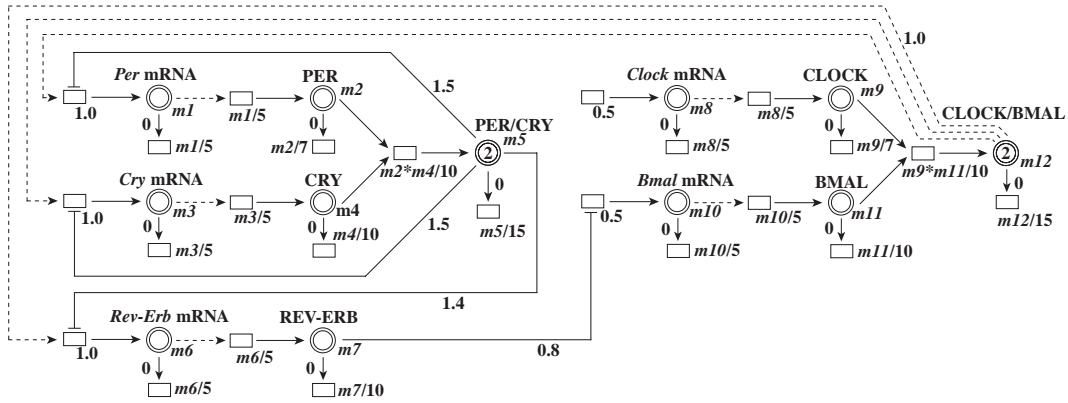 1.0
Per mRNA
m1
1.0
0
m1/5
m1/5
PER
m2
0
m2/7
1.5
m2*m4/10
PER/CRY
m5
2
0
m5/15
Cry mRNA
m3
1.0
0
m3/5
m3/5
CRY
m4
0
m4/10
1.5
1.4
Rev-Erb mRNA
m6
1.0
0
m6/5
m6/5
REV-ERB
m7
0
m7/10
0.8
Clock mRNA
m8
0.5
0
m8/5
m8/5
CLOCK
m9
0
m9/7
m9*m11/10
CLOCK/BMAL
2
m12
0
m12/15
Bmal mRNA
m10
0.5
0
m10/5
m10/5
BMAL
m11
0
m11/10